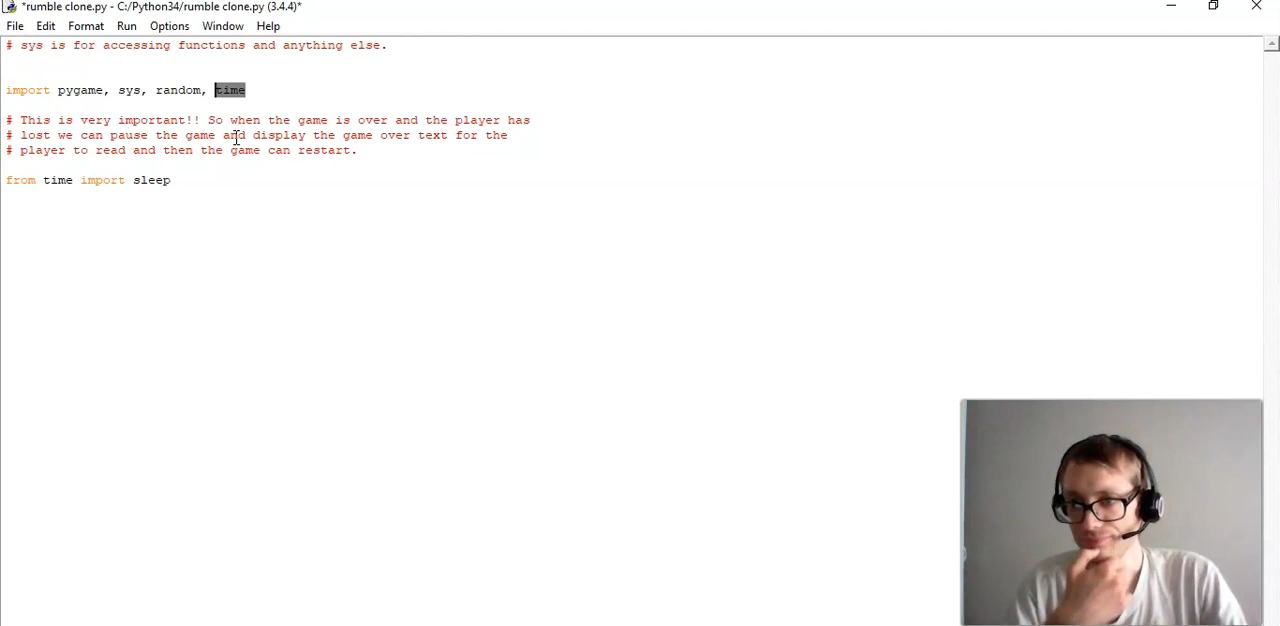 *rumble clone.py - C:/Python34/rumble clone.py (3.4.4)*
File Edit Format Run Options Window Help
# sys is for accessing functions and anything else.
import pygame, sys, random, time
# This is very important!! So when the game is over and the player has
# lost we can pause the game and display the game over text for the
# player to read and then the game can restart.
from time import sleep